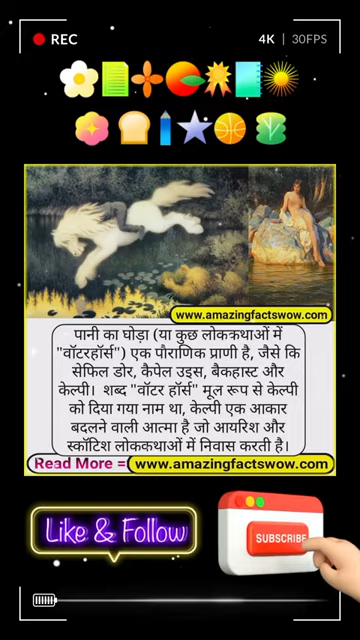 REC
4K | 30FPS
www.amazingfactswow.com
पानी का घोड़ा (या कुछ लोकक्थाओं में
"वॉटरहॉर्स") एक पौराणिक प्राणी है, जैसे कि
सेफिल डोर, कैपेल उइस, बैकहास्ट और
केल्पी। शब्द "वाटर हॉर्स" मूल रूप से केल्पी
को दिया गया नाम था, केल्पी एक आकार
बदलने वाली आत्मा है जो आयरिश और
स्कॉटिश लोककथाओं में निवास करती है।
Read More = www.amazingfactswow.com
Like & Follow
SUBSCRIBE